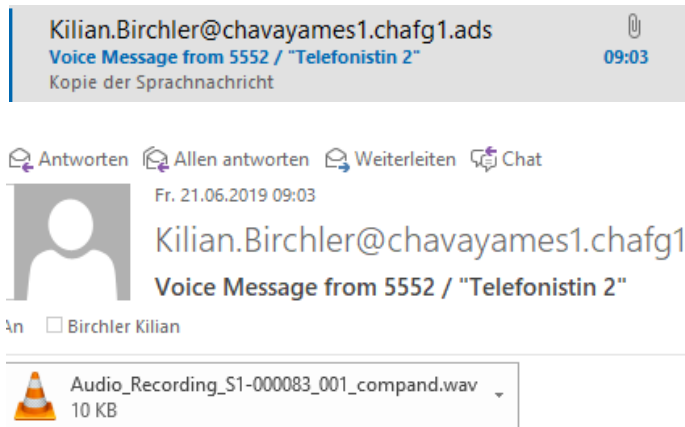 Kilian.Birchler@chavayames1.chafg1.ads
Voice Message from 5552 / "Telefonistin 2" 09:03
Kopie der Sprachnachricht
Antworten Allen antworten Weiterleiten Chat
Fr. 21.06.2019 09:03
Kilian.Birchler@chavayames1.chafg1
Voice Message from 5552 / "Telefonistin 2"
An Birchler Kilian
Audio_Recording_S1-000083_001_compand.wav
10 KB